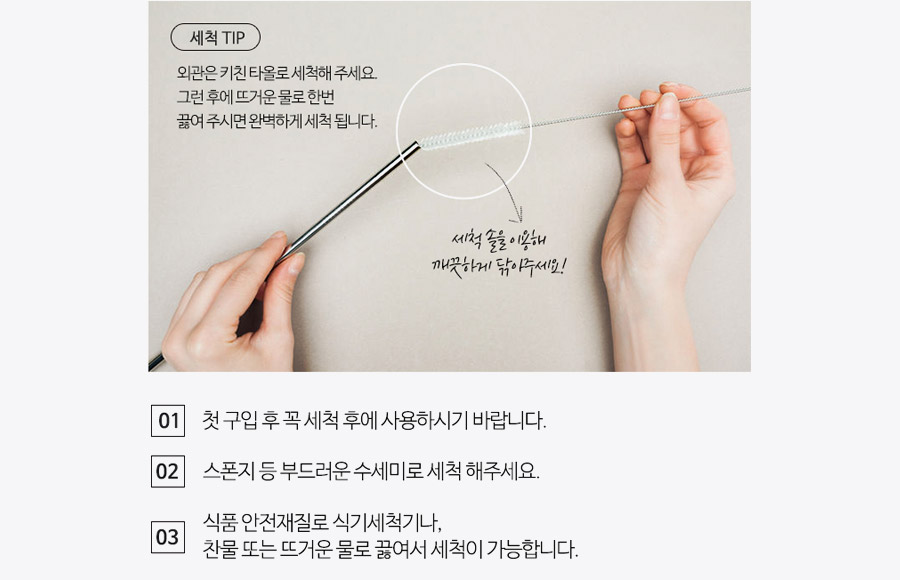 세척 TIP
외관은 키친 타올로 세척해 주세요.
그런 후에 뜨거운 물로 한번
끓여 주시면 완벽하게 세척 됩니다.
세척 솔을 이용해
깨끗하게 닦아주세요!
01 첫 구입 후 꼭 세척 후에 사용하시기 바랍니다.
02 스폰지 등 부드러운 수세미로 세척 해주세요.
03 식품 안전재질로 식기세척기나,
찬물 또는 뜨거운 물로 끓여서 세척이 가능합니다.